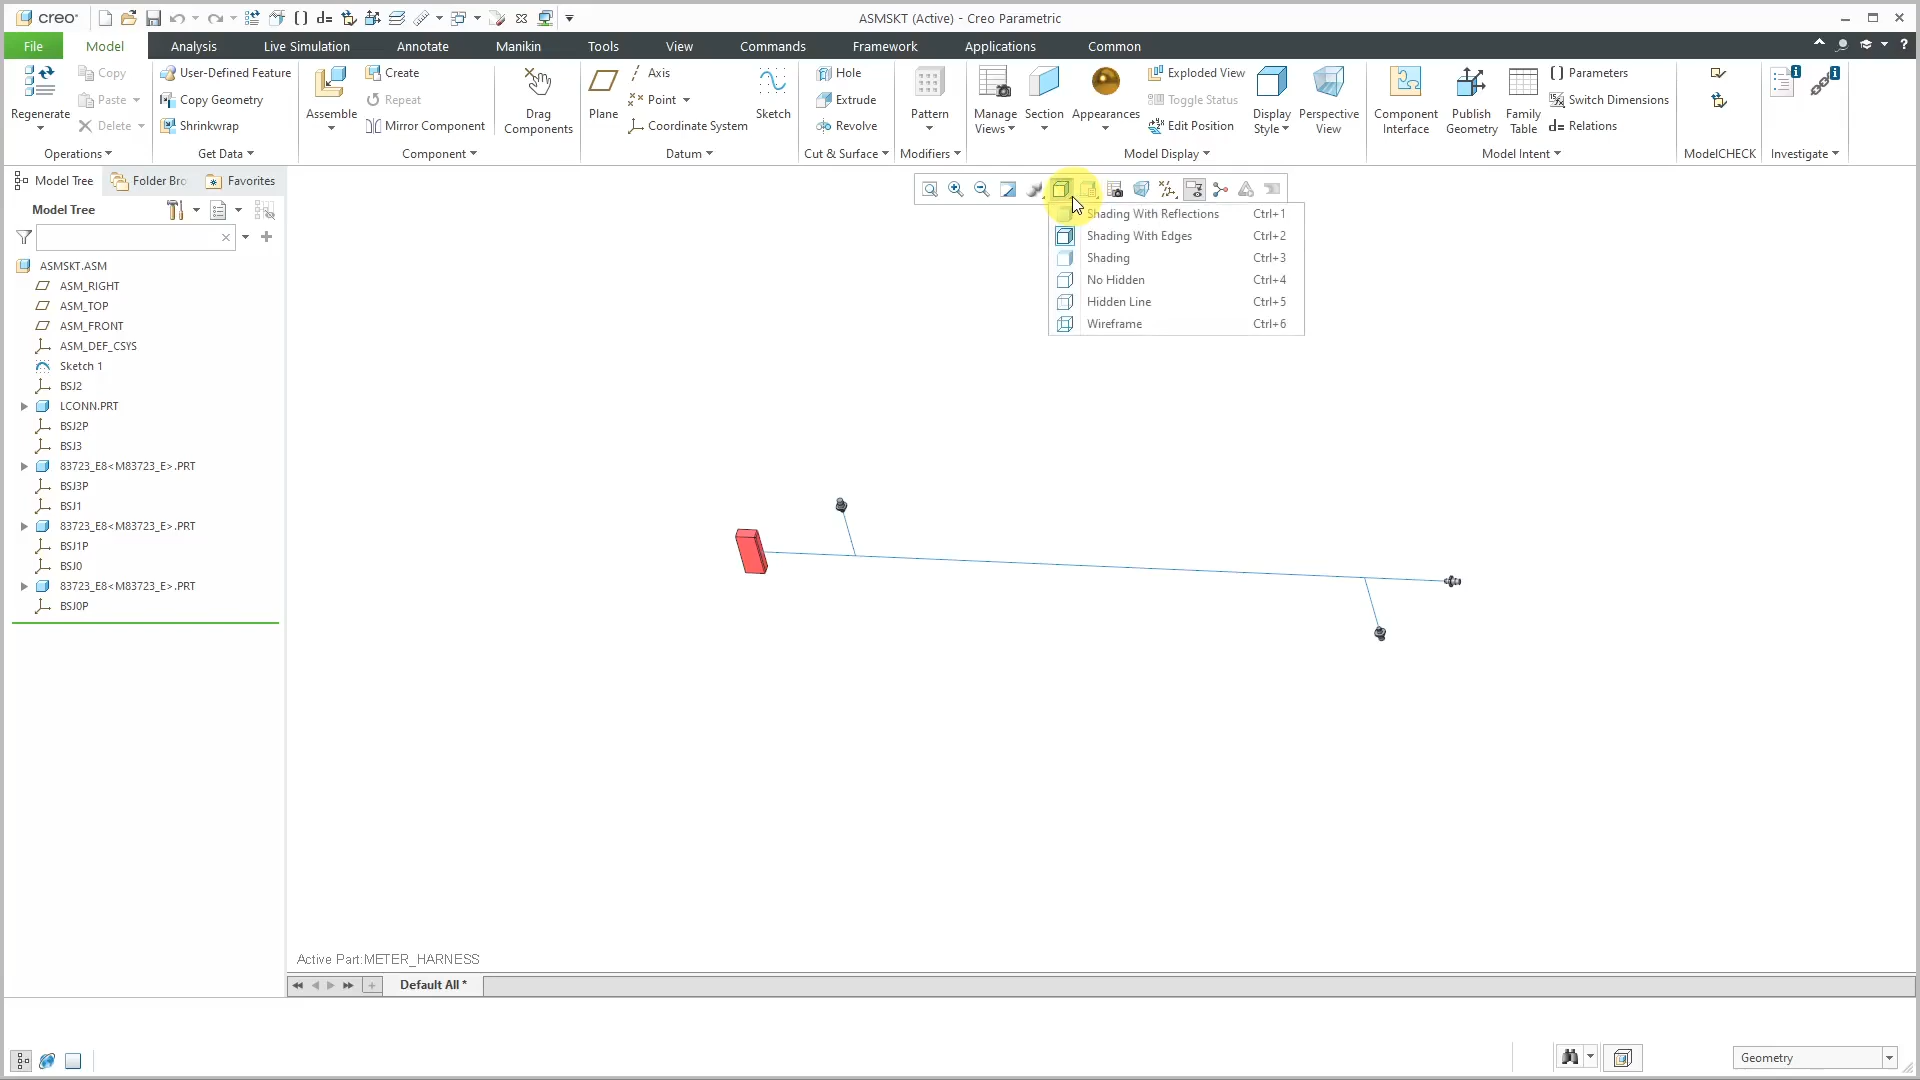 creo ASMSKT (Active) - Creo Parametric
File Model Analysis Live Simulation Annotate Manikin Tools View Commands Framework Applications Common
Regenerate
Copy
Paste
Delete
Operations
User-Defined Feature
Copy Geometry
Shrinkwrap
Get Data
Assemble
Create
Repeat
Mirror Component
Drag
Components
Component
Plane
Axis
Point
Coordinate System
Sketch
Datum
Hole
Extrude
Revolve
Cut & Surface
Pattern
Modifiers
Manage
Views
Section
Appearances
Exploded View
Toggle Status
Edit Position
Display
Style
Perspective
View
Model Display
Component
Interface
Publish
Geometry
Family
Table
Parameters
Switch Dimensions
Relations
Model Intent
ModelCHECK
Investigate
Model Tree Folder Bro Favorites
Model Tree
ASMSKT.ASM
ASM_RIGHT
ASM_TOP
ASM_FRONT
ASM_DEF_CSYS
Sketch 1
BSJ2
LCONN.PRT
BSJ2P
BSJ3
83723_E8<M83723_E>.PRT
BSJ3P
BSJ1
83723_E8<M83723_E>.PRT
BSJ1P
BSJ0
83723_E8<M83723_E>.PRT
BSJ0P
Shading With Reflections Ctrl+1
Shading With Edges Ctrl+2
Shading Ctrl+3
No Hidden Ctrl+4
Hidden Line Ctrl+5
Wireframe Ctrl+6
Active Part:METER_HARNESS
Default All *
Geometry